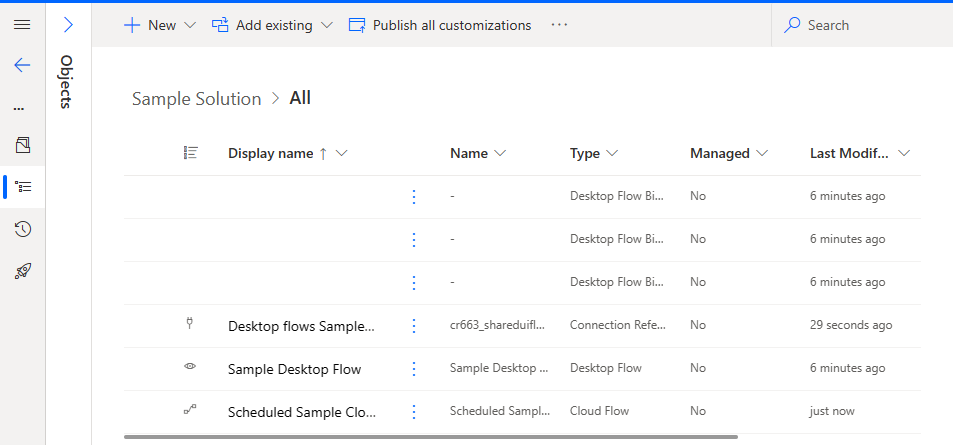 New Add existing Publish all customizations ... Search
Objects
...
Sample Solution > All
Display name ↑ Name Type Managed Last Modif...
- Desktop Flow Bi... No 6 minutes ago
- Desktop Flow Bi... No 6 minutes ago
- Desktop Flow Bi... No 6 minutes ago
Desktop flows Sample... cr663_shareduifl... Connection Refe... No 29 seconds ago
Sample Desktop Flow Sample Desktop ... Desktop Flow No 6 minutes ago
Scheduled Sample Clo... Scheduled Sampl... Cloud Flow No just now